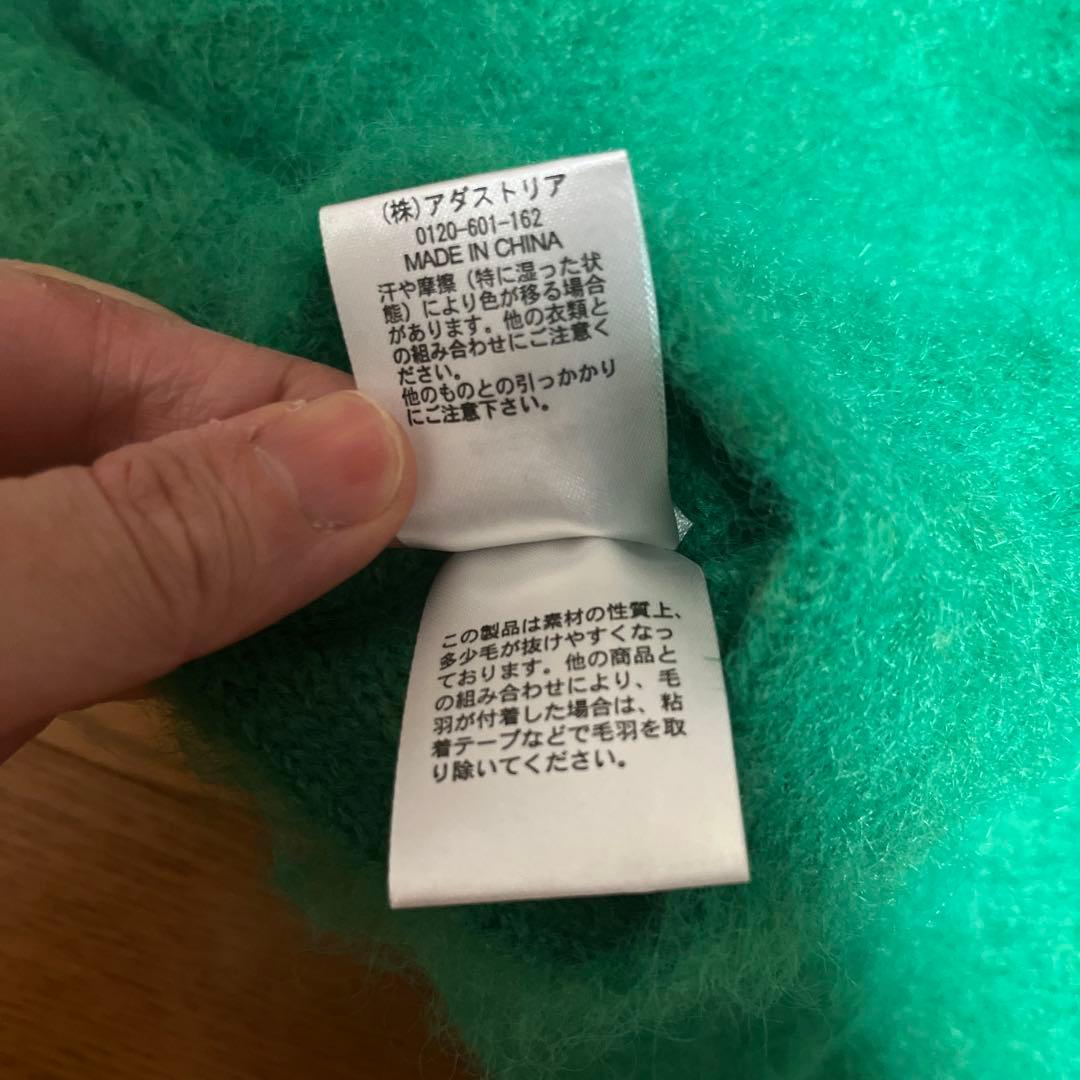 (株)アダストリア
0120-601-162
MADE IN CHINA
汗や摩擦（特に湿った状
態）により色が移る場合
があります。他の衣類と
の組み合わせにご注意く
ださい。
他のものとの引っかかり
にご注意下さい。
この製品は素材の性質上、
多少毛が抜けやすくなっ
ております。他の商品と
の組み合わせにより、毛
羽が付着した場合は、粘
着テープなどで毛羽を取
り除いてください。